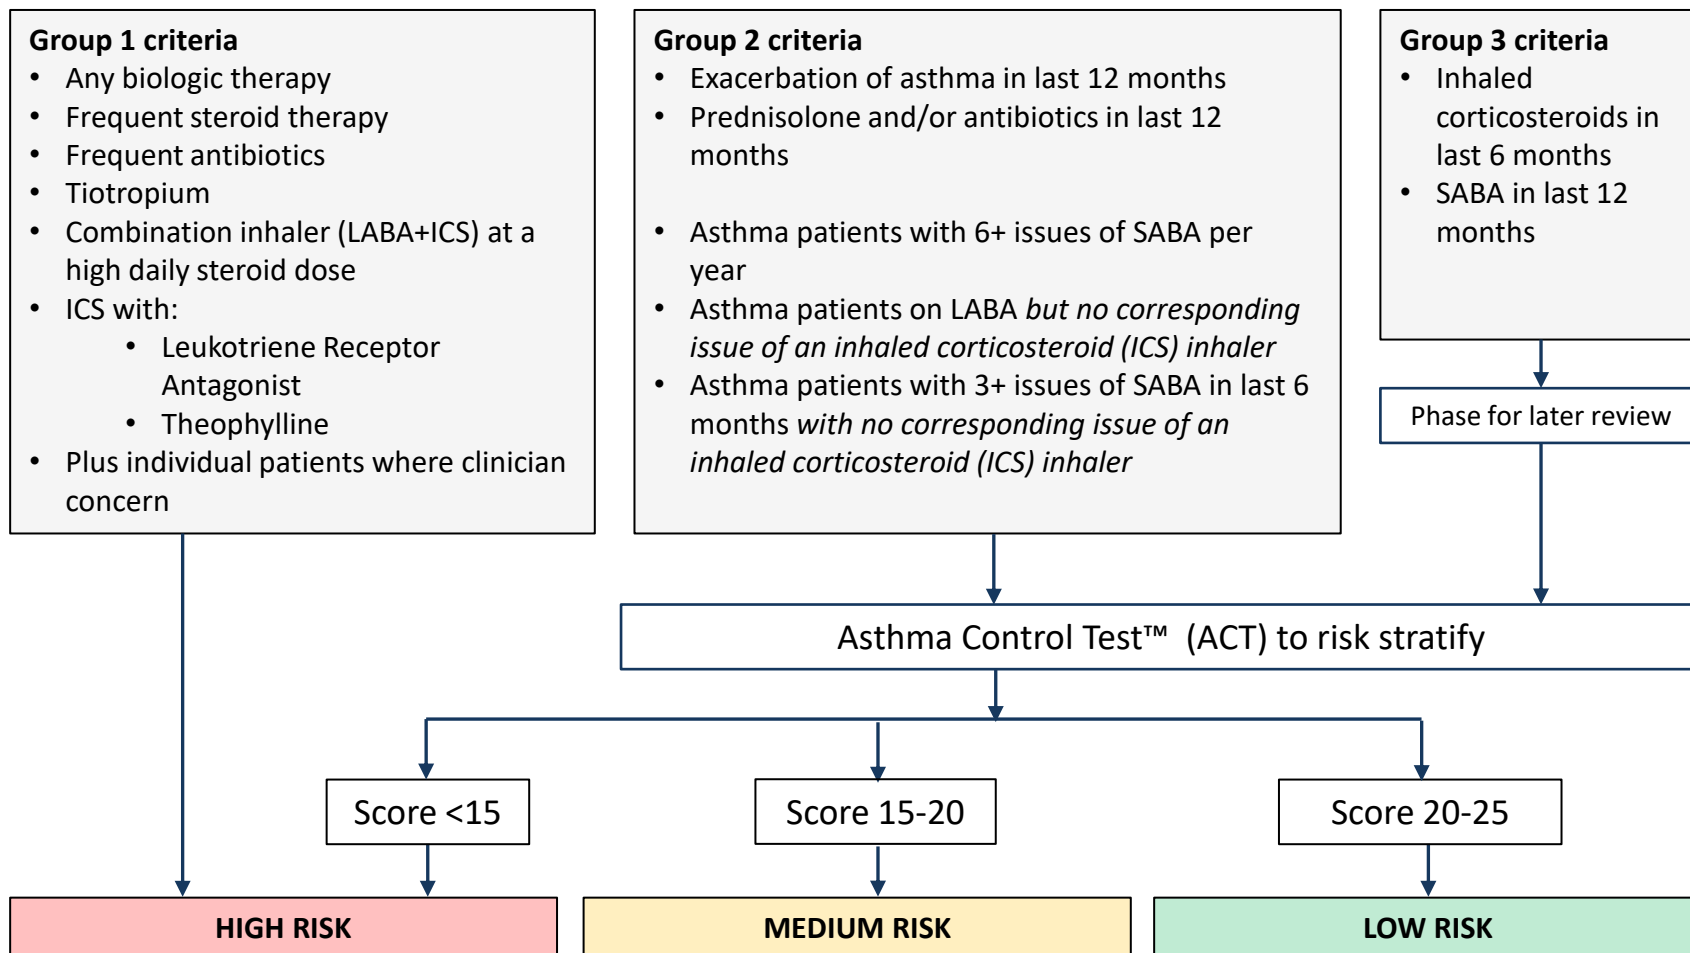 Group 1 criteria
• Any biologic therapy
• Frequent steroid therapy
• Frequent antibiotics
• Tiotropium
• Combination inhaler (LABA+ICS) at a
high daily steroid dose
• ICS with:
• Leukotriene Receptor
Antagonist
• Theophylline
• Plus individual patients where clinician
concern
Group 2 criteria
• Exacerbation of asthma in last 12 months
• Prednisolone and/or antibiotics in last 12
months
• Asthma patients with 6+ issues of SABA per
year
• Asthma patients on LABA but no corresponding
issue of an inhaled corticosteroid (ICS) inhaler
• Asthma patients with 3+ issues of SABA in last 6
months with no corresponding issue of an
inhaled corticosteroid (ICS) inhaler
Group 3 criteria
• Inhaled
corticosteroids in
last 6 months
• SABA in last 12
months
Phase for later review
Asthma Control Test™ (ACT) to risk stratify
Score <15
Score 15-20
Score 20-25
HIGH RISK
MEDIUM RISK
LOW RISK